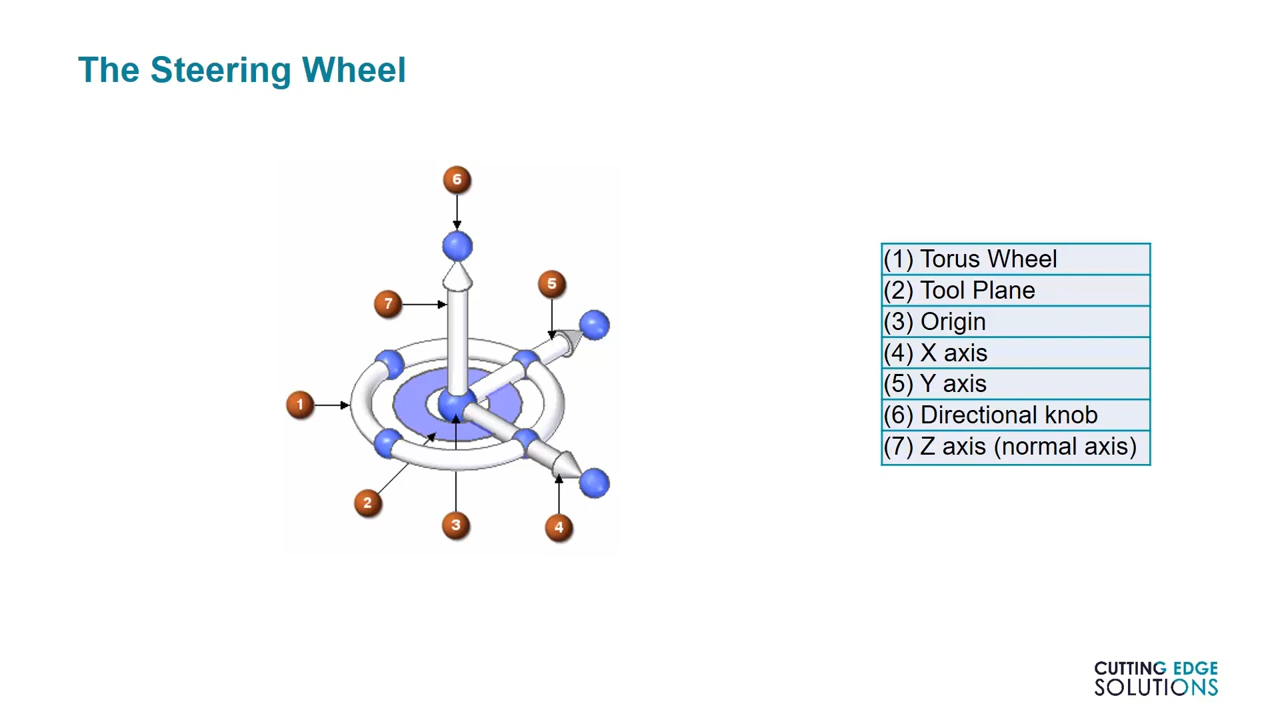 The Steering Wheel
6
5
7
1
2
3
4
(1) Torus Wheel
(2) Tool Plane
(3) Origin
(4) X axis
(5) Y axis
(6) Directional knob
(7) Z axis (normal axis)
CUTTING EDGE
SOLUTIONS